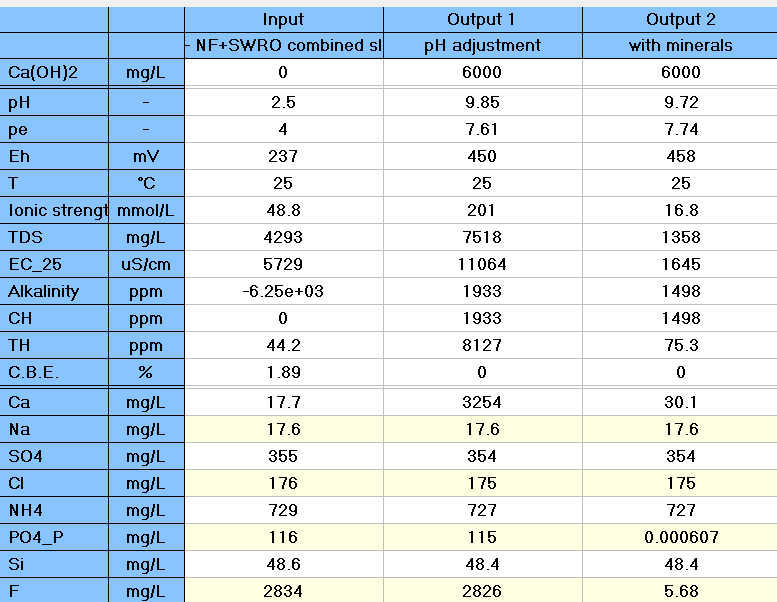 Input Output 1 Output 2
- NF+SWRO combined sl pH adjustment with minerals
Ca(OH)2 mg/L 0 6000 6000
pH - 2.5 9.85 9.72
pe - 4 7.61 7.74
Eh mV 237 450 458
T °C 25 25 25
Ionic strengt mmol/L 48.8 201 16.8
TDS mg/L 4293 7518 1358
EC_25 uS/cm 5729 11064 1645
Alkalinity ppm -6.25e+03 1933 1498
CH ppm 0 1933 1498
TH ppm 44.2 8127 75.3
C.B.E. % 1.89 0 0
Ca mg/L 17.7 3254 30.1
Na mg/L 17.6 17.6 17.6
SO4 mg/L 355 354 354
Cl mg/L 176 175 175
NH4 mg/L 729 727 727
PO4_P mg/L 116 115 0.000607
Si mg/L 48.6 48.4 48.4
F mg/L 2834 2826 5.68